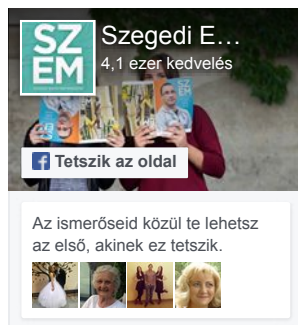 SZ
EM
Szegedi E…
4,1 ezer kedvelés
Tetszik az oldal
Az ismerőseid közül te lehetsz
az első, akinek ez tetszik.